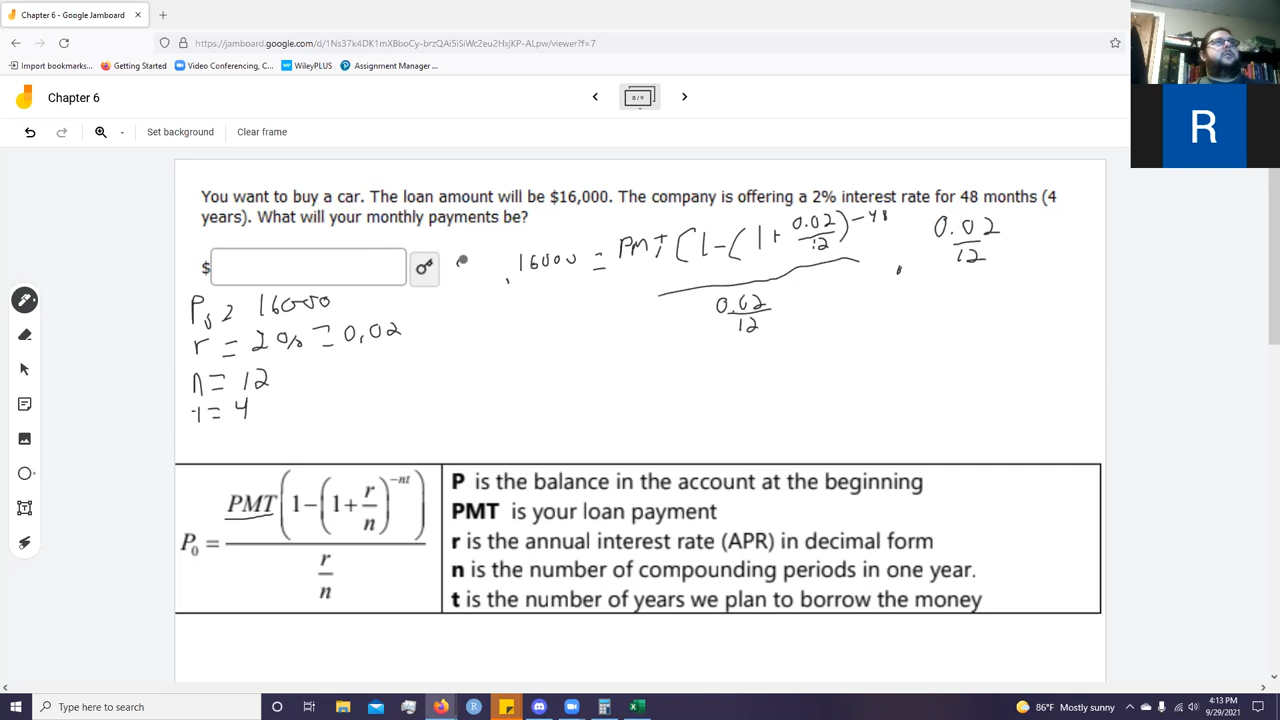 Chapter 6 - Google Jamboard
https://jamboard.google.com/d/1Ns37k4DK1mXBboCy-brzQAi5iSiWc2eu2HxjKP-ALpw/viewer?f=7
Import bookmarks... Getting Started Video Conferencing, C... WileyPLUS Assignment Manager ...
Chapter 6
8 / 9
Set background Clear frame
R
You want to buy a car. The loan amount will be $16,000. The company is offering a 2% interest rate for 48 months (4
years). What will your monthly payments be?
$
16000 = PMT (1-(1+ 0.02/12)^-48 / 0.02/12 . 0.02/12
P0 = 16000
r = 2% = 0.02
n = 12
t = 4
P0 = PMT(1-(1+r/n)^-nt) / r/n
P is the balance in the account at the beginning
PMT is your loan payment
r is the annual interest rate (APR) in decimal form
n is the number of compounding periods in one year.
t is the number of years we plan to borrow the money
Type here to search
86°F Mostly sunny
4:13 PM
9/29/2021